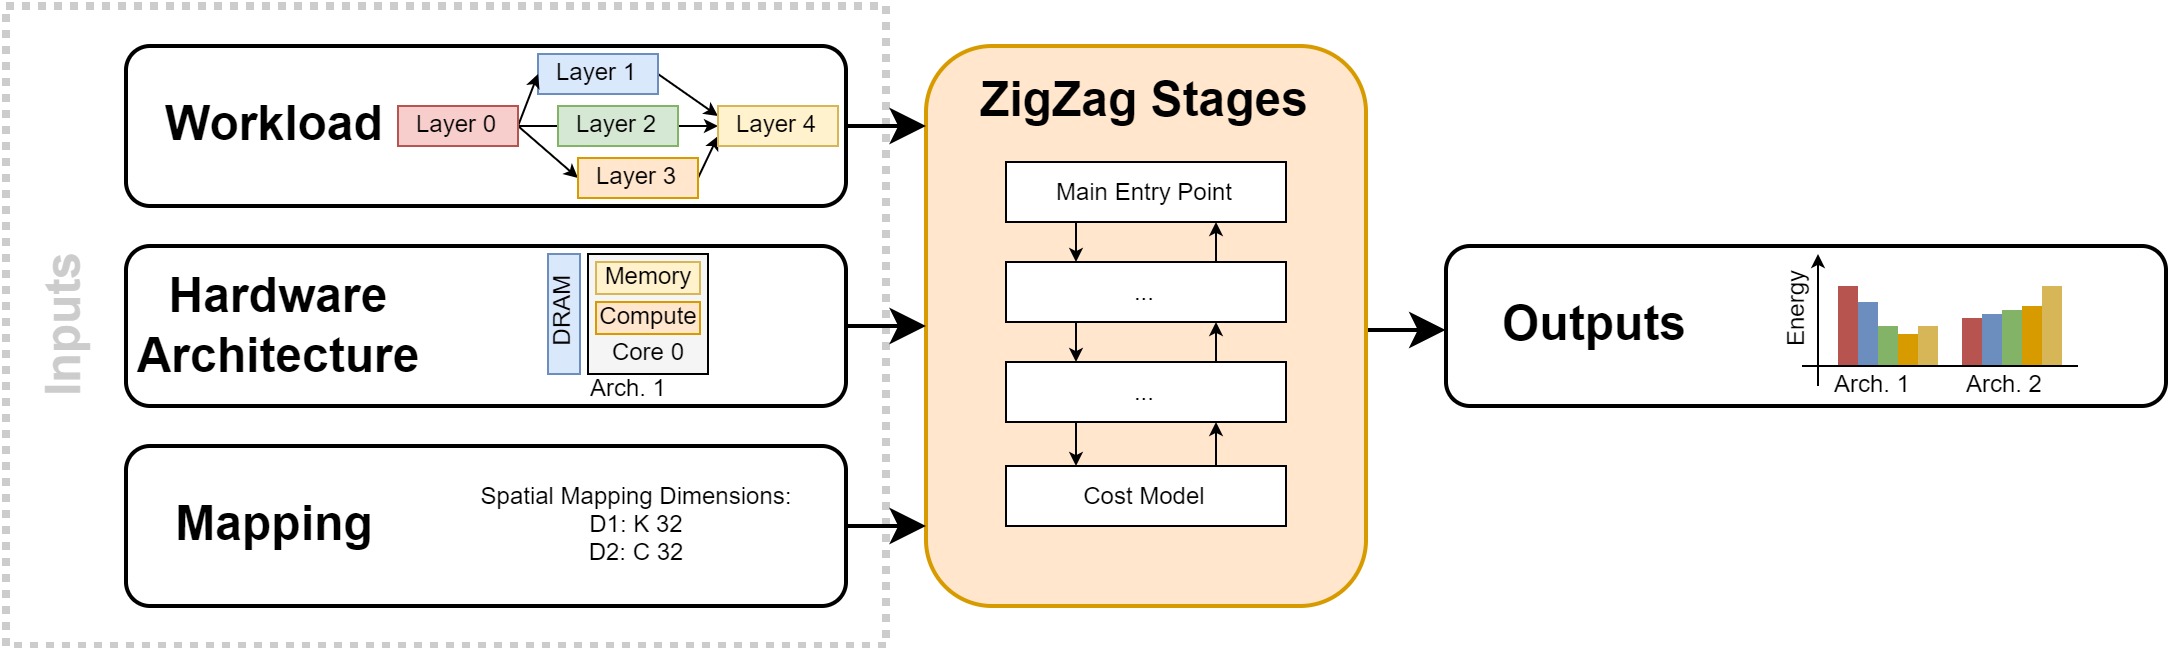 Inputs
Workload
Layer 0
Layer 1
Layer 2
Layer 3
Layer 4
Hardware
Architecture
DRAM
Memory
Compute
Core 0
Arch. 1
Mapping
Spatial Mapping Dimensions:
D1: K 32
D2: C 32
ZigZag Stages
Main Entry Point
...
...
Cost Model
Outputs
Energy
Arch. 1
Arch. 2